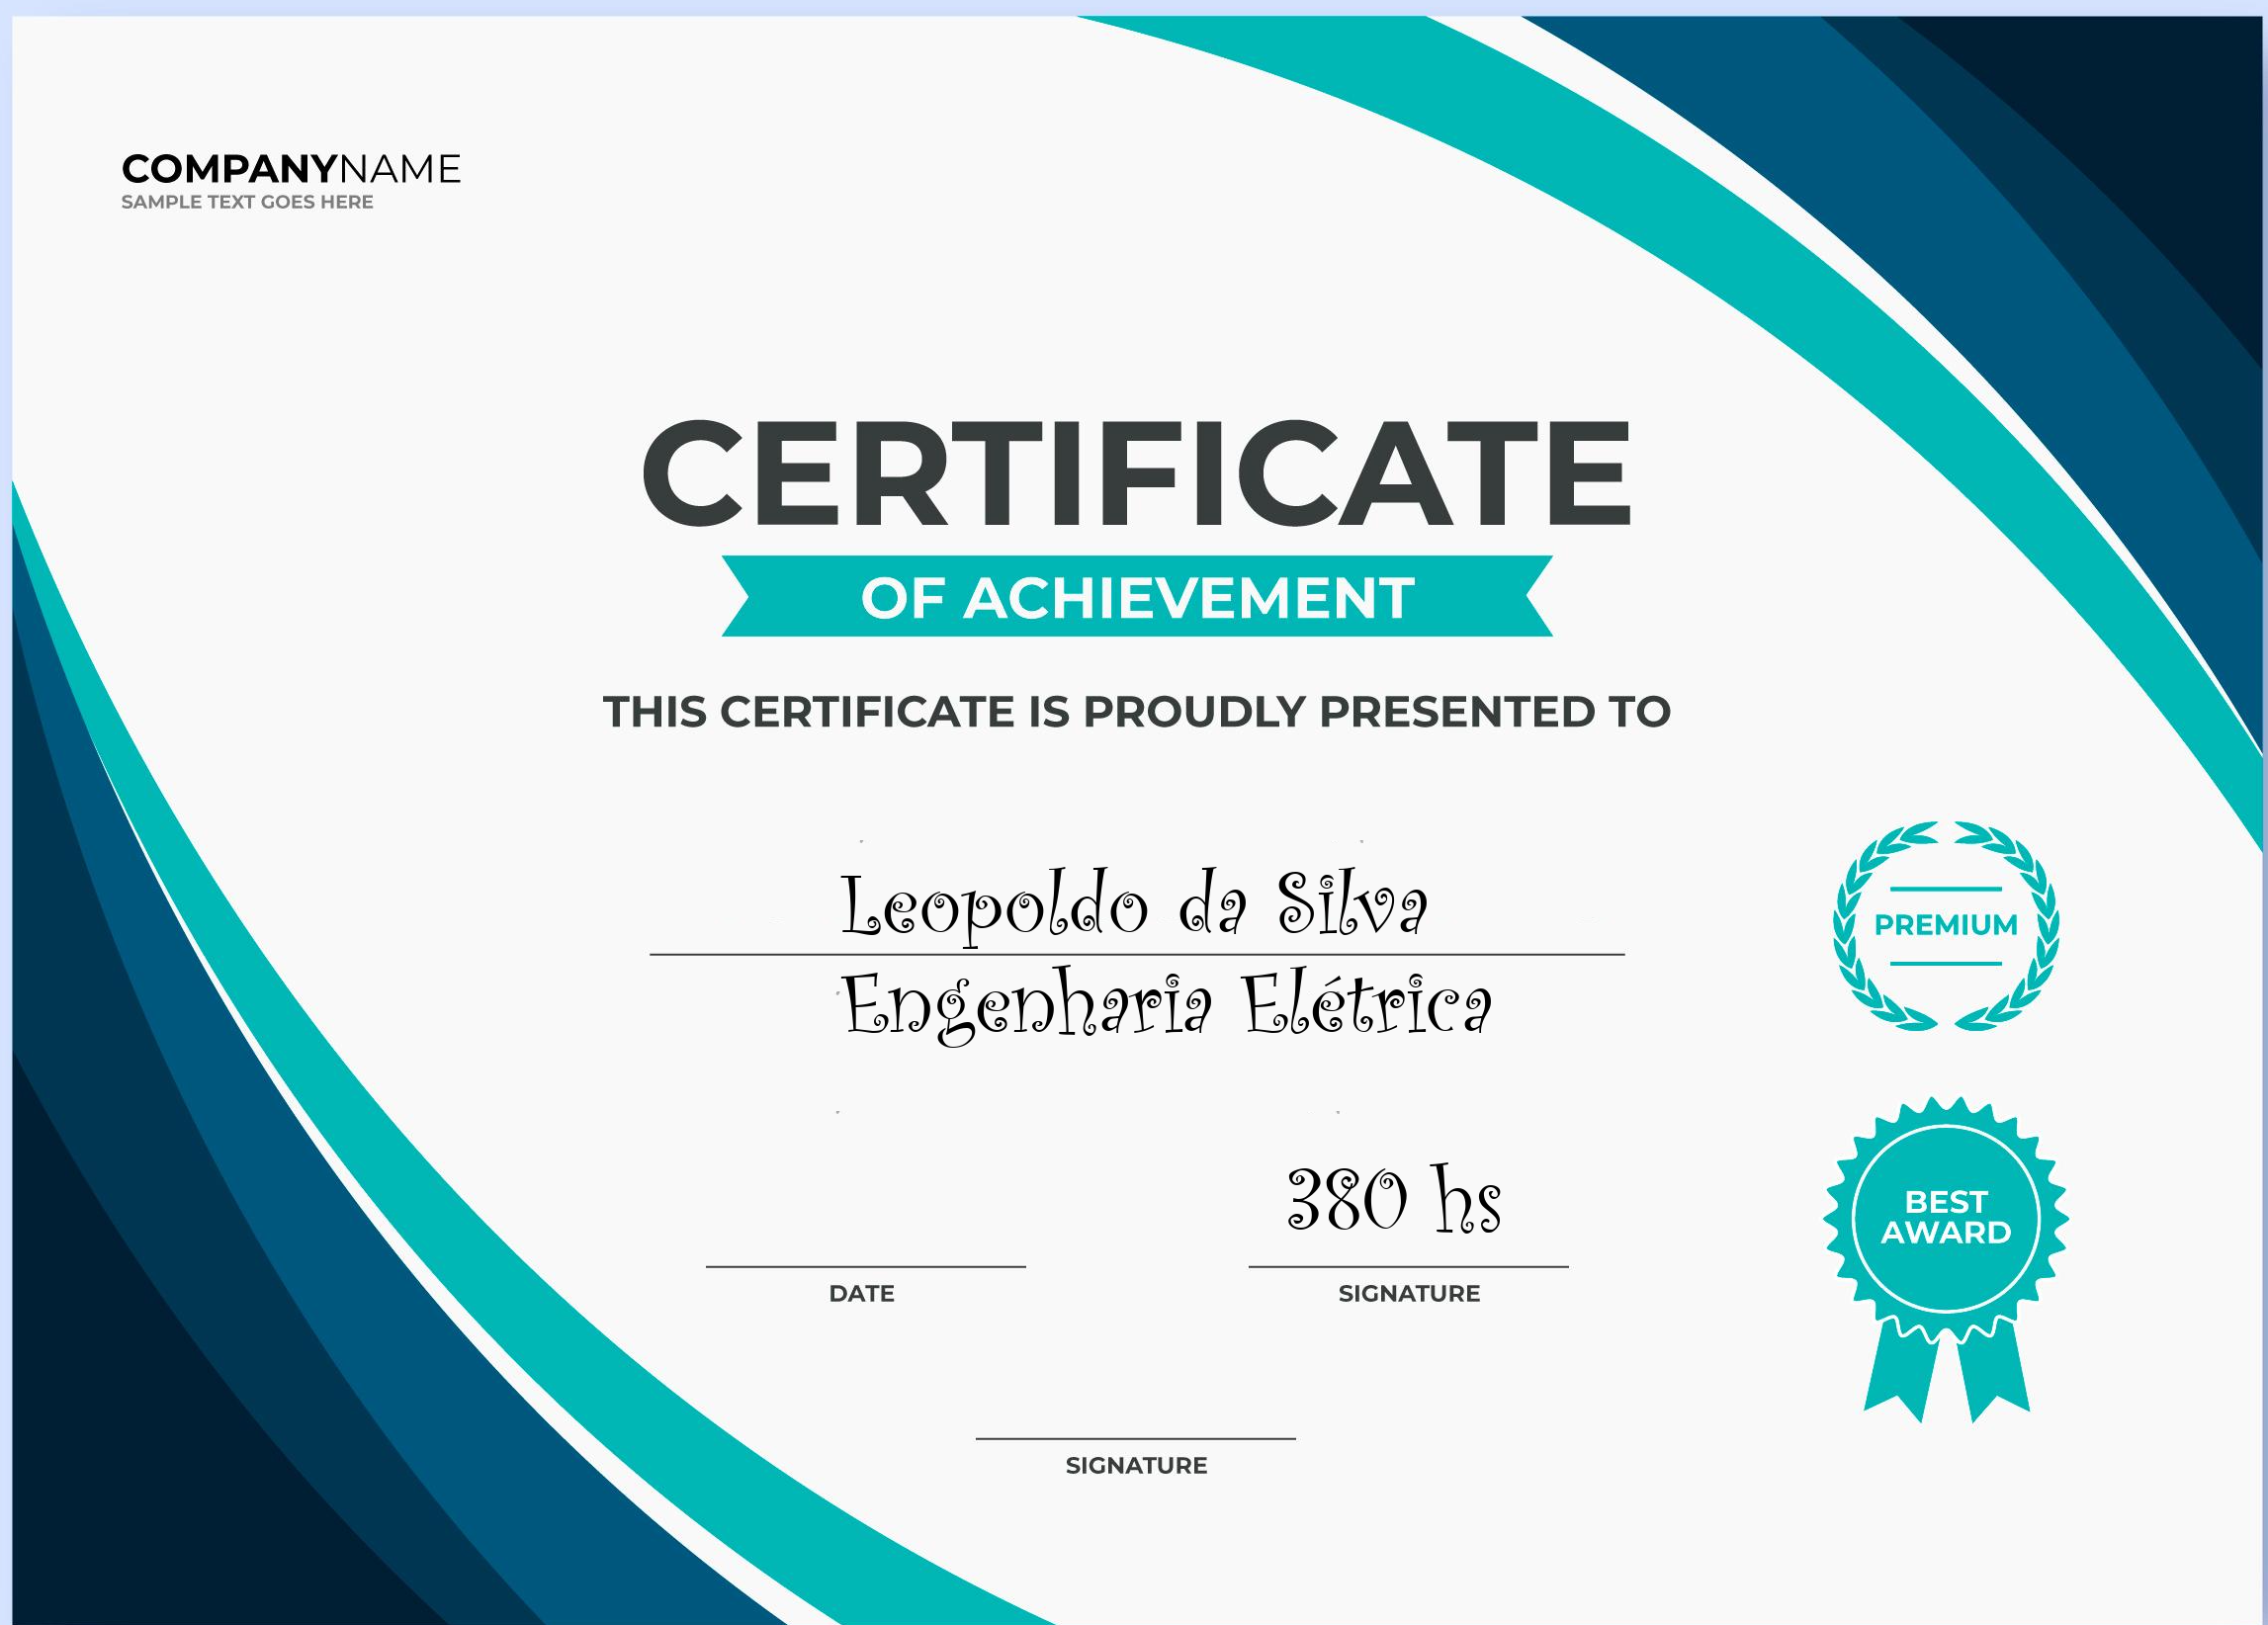 COMPANYNAME
SAMPLE TEXT GOES HERE
CERTIFICATE
OF ACHIEVEMENT
THIS CERTIFICATE IS PROUDLY PRESENTED TO
Leopoldo da Silva
Engenharia Elétrica
PREMIUM
380 hs
BEST
AWARD
DATE
SIGNATURE
SIGNATURE